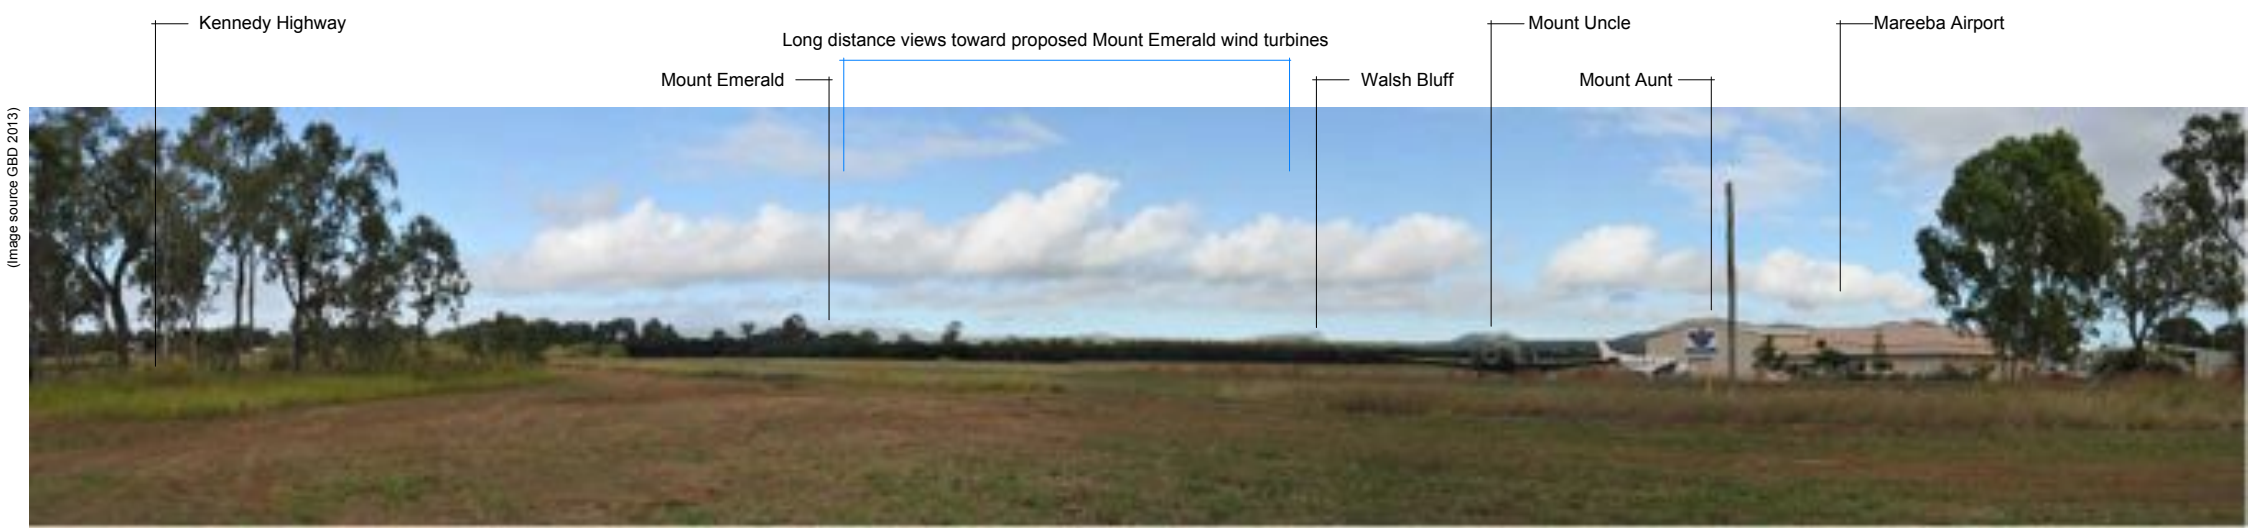 Kennedy Highway
Mount Uncle
Mareeba Airport
Long distance views toward proposed Mount Emerald wind turbines
Mount Emerald
Walsh Bluff
Mount Aunt
(Image source GBD 2013)